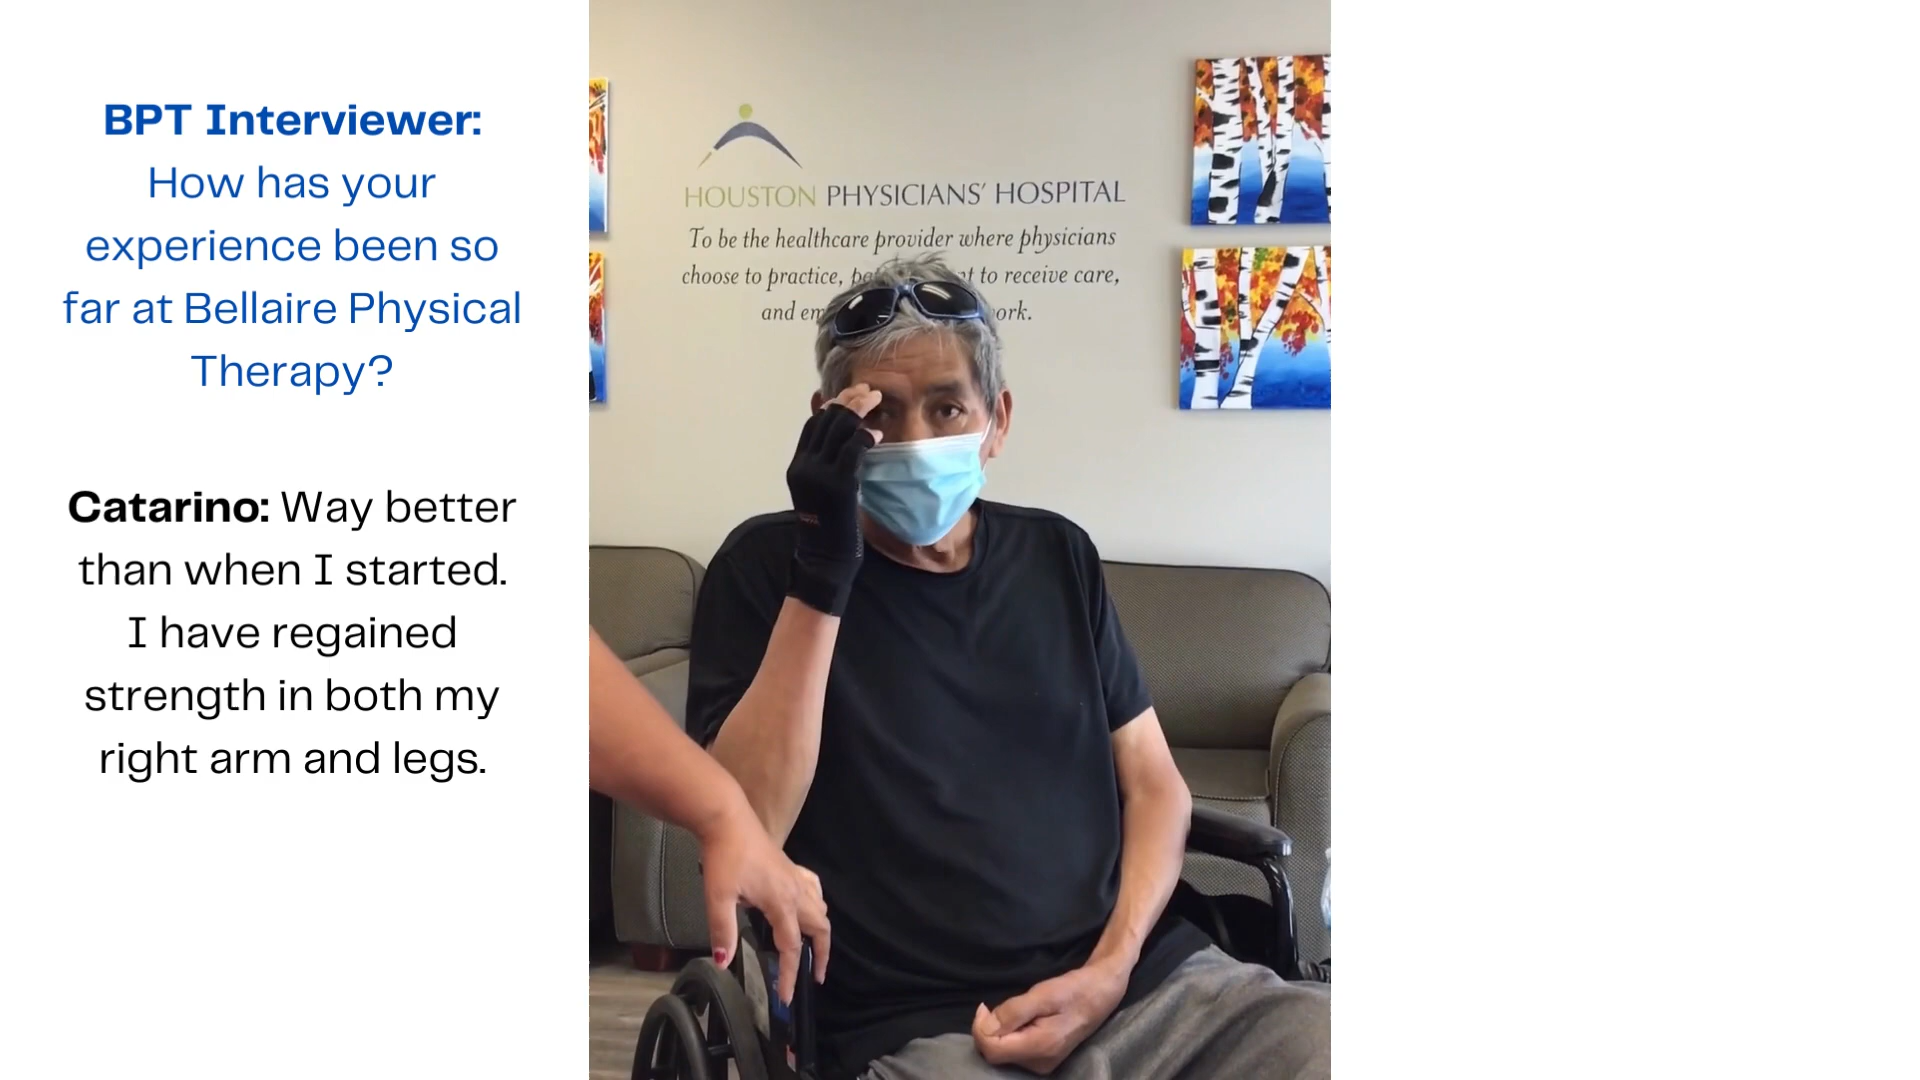 BPT Interviewer:
How has your
experience been so
far at Bellaire Physical
Therapy?
Catarino: Way better
than when I started.
I have regained
strength in both my
right arm and legs.
HOUSTON PHYSICIANS' HOSPITAL
To be the healthcare provider where physicians
choose to practice, to receive care,
and